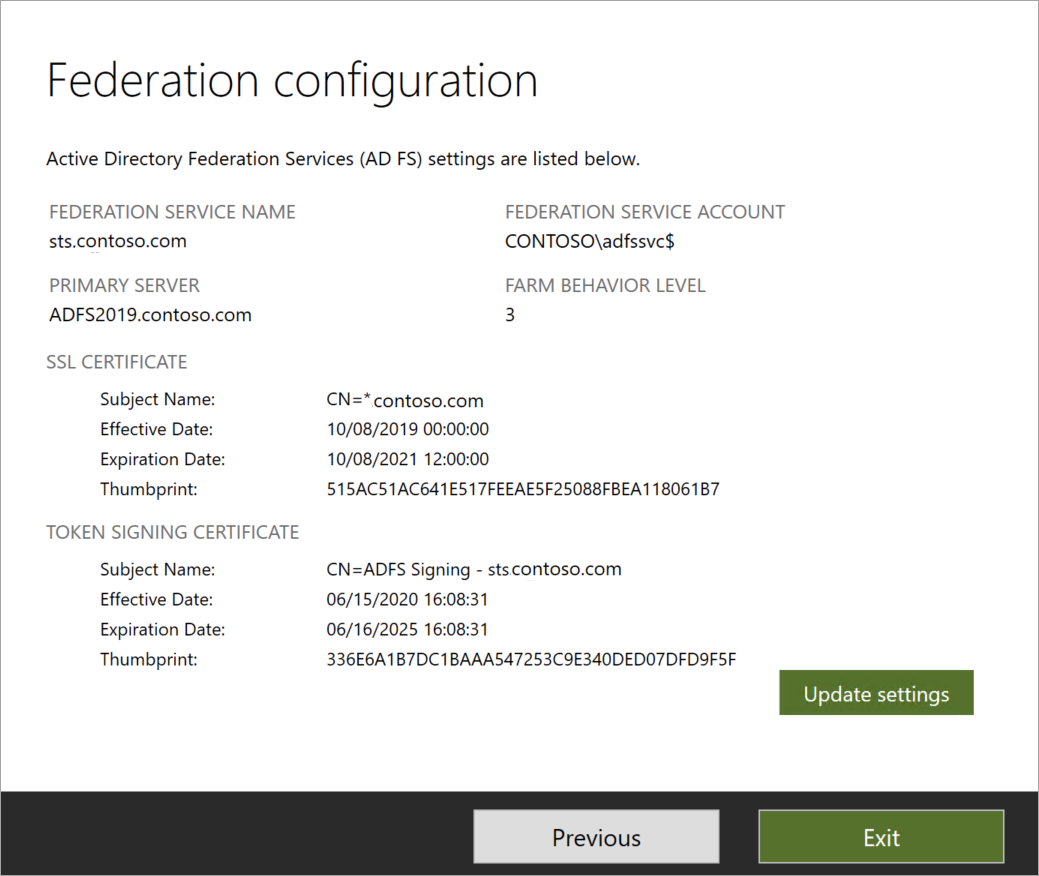 Federation configuration
Active Directory Federation Services (AD FS) settings are listed below.
FEDERATION SERVICE NAME
sts.contoso.com
FEDERATION SERVICE ACCOUNT
CONTOSO\adfssvc$
PRIMARY SERVER
ADFS2019.contoso.com
FARM BEHAVIOR LEVEL
3
SSL CERTIFICATE
Subject Name: CN=*.contoso.com
Effective Date: 10/08/2019 00:00:00
Expiration Date: 10/08/2021 12:00:00
Thumbprint: 515AC51AC641E517FEEAE5F25088FBEA118061B7
TOKEN SIGNING CERTIFICATE
Subject Name: CN=ADFS Signing - stscontoso.com
Effective Date: 06/15/2020 16:08:31
Expiration Date: 06/16/2025 16:08:31
Thumbprint: 336E6A1B7DC1BAAA547253C9E340DED07DFD9F5F
Update settings
Previous
Exit